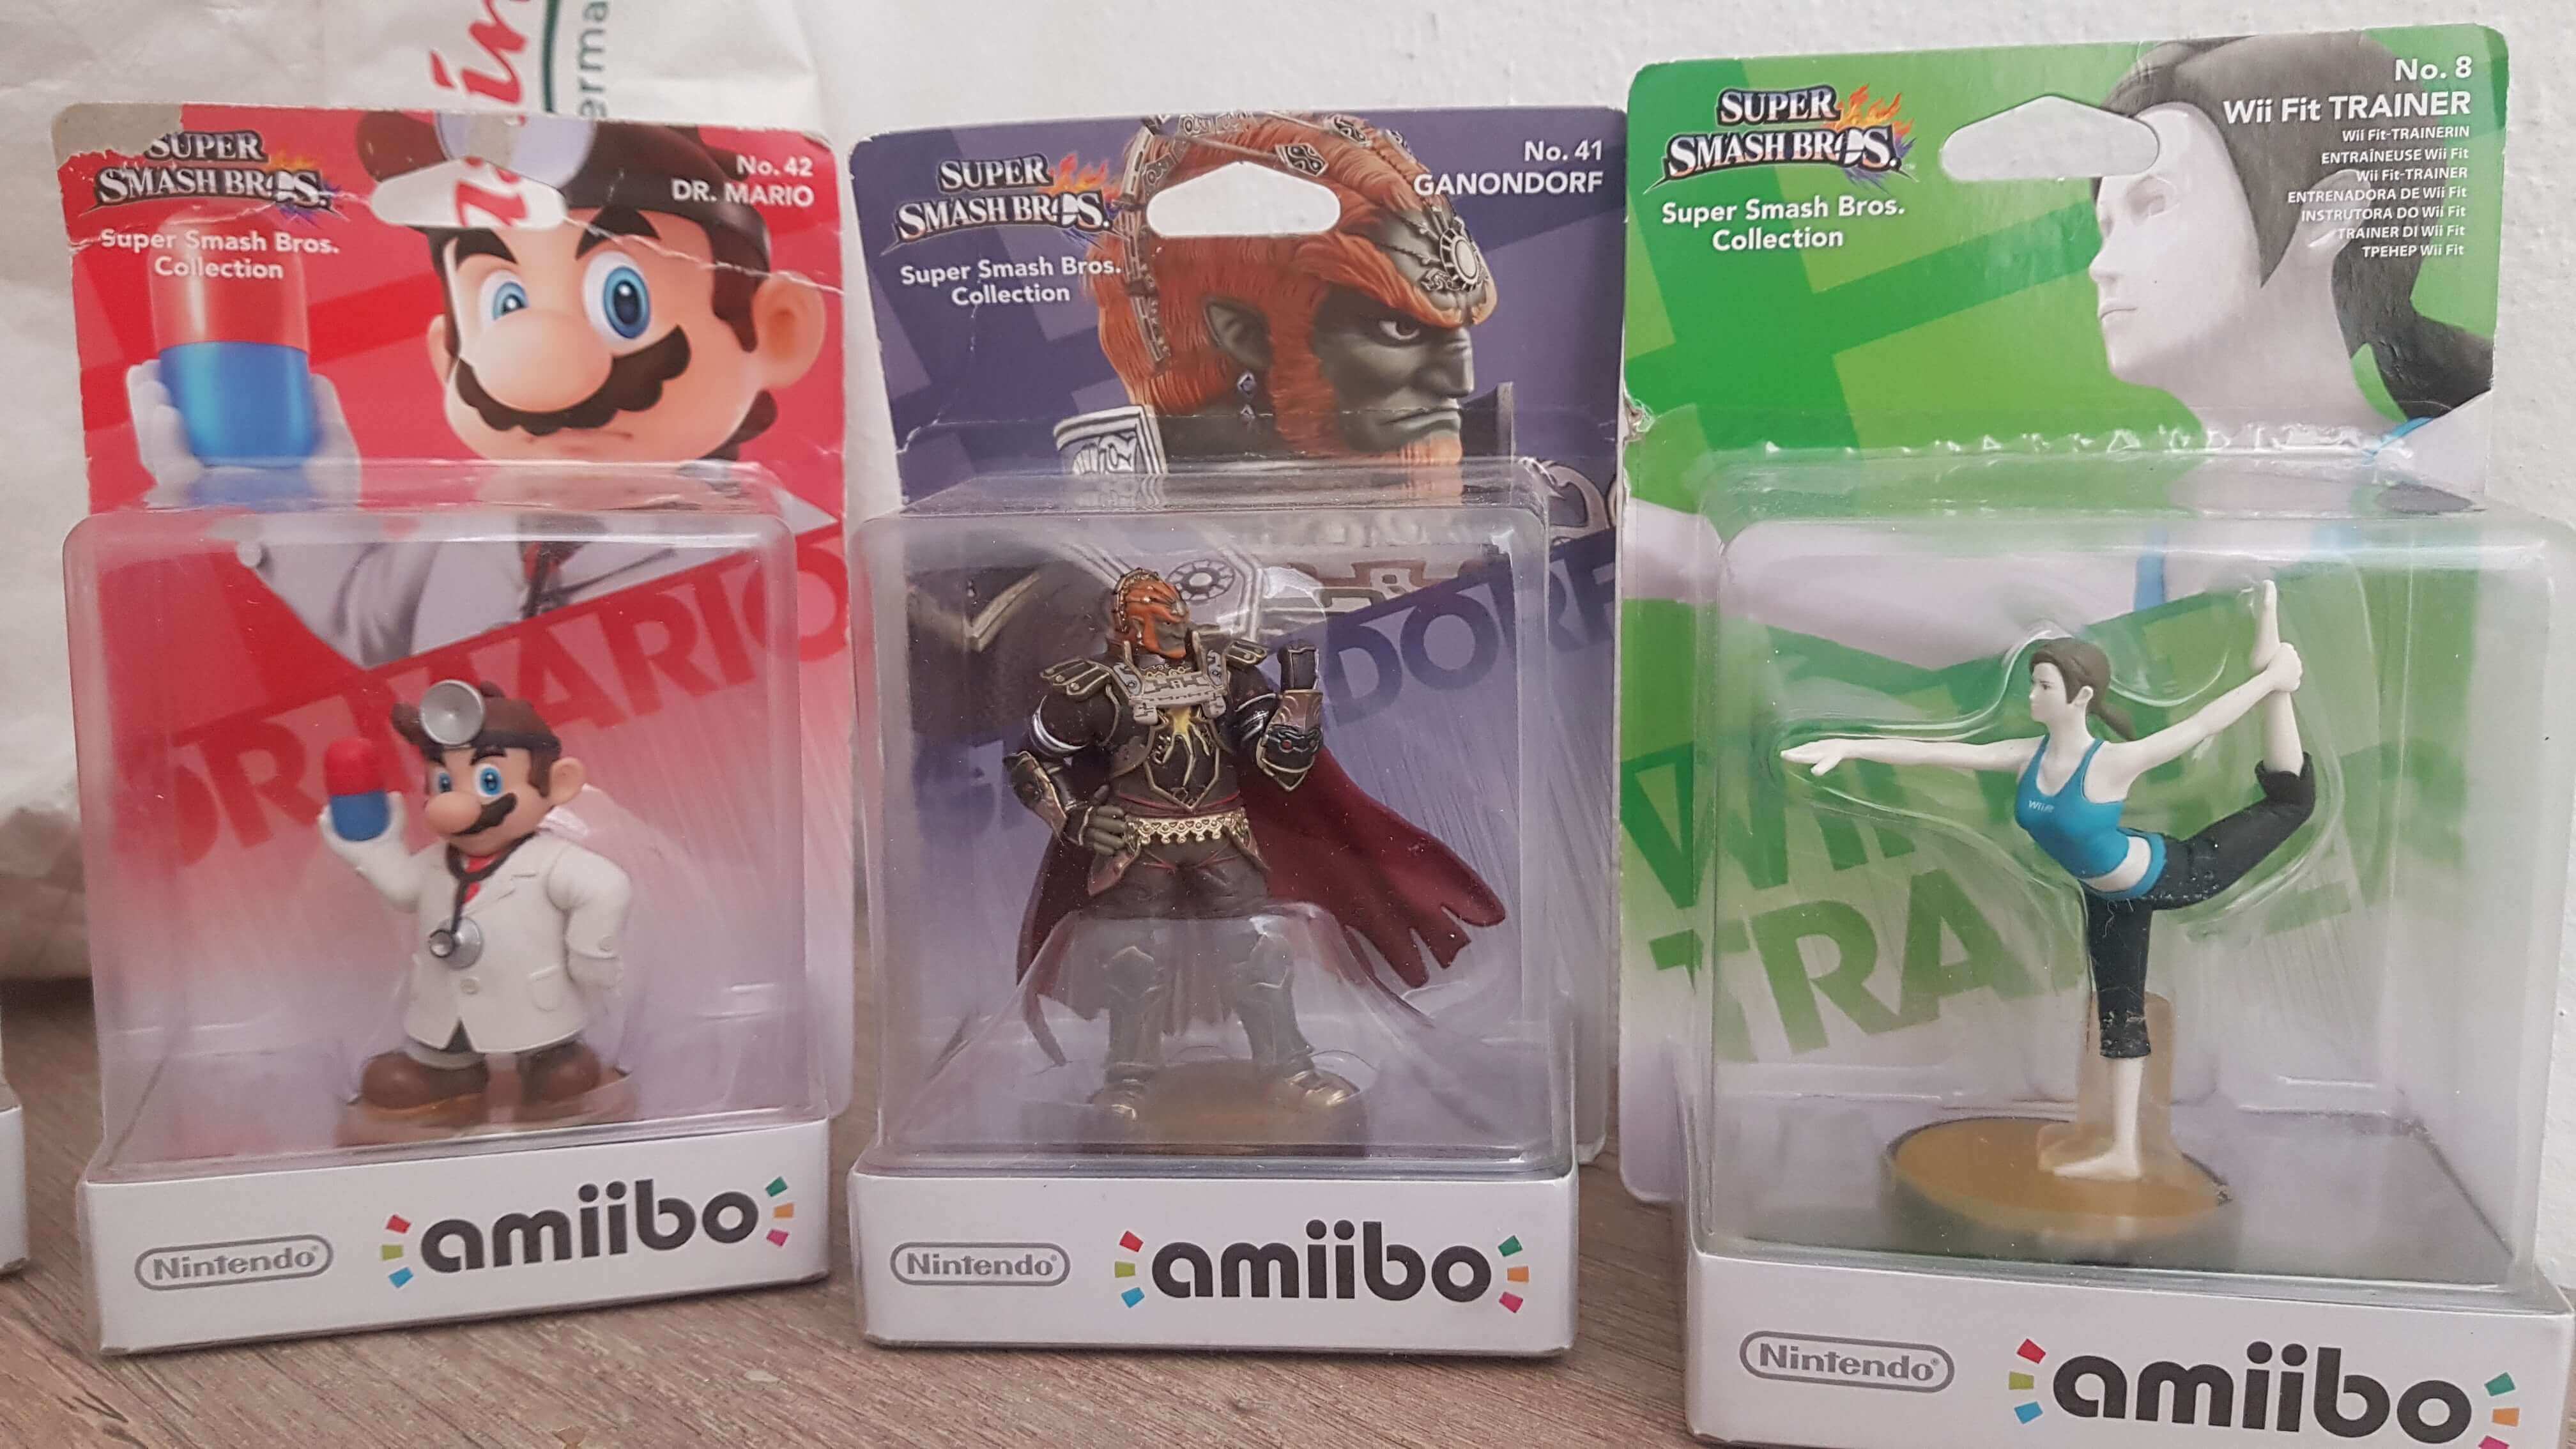 SUPER
SMASH BROS.
Super Smash Bros.
Collection
No. 42
DR. MARIO
DR. MARIO
Nintendo®
amiibo
SUPER
SMASH BROS.
Super Smash Bros.
Collection
No. 41
GANONDORF
Nintendo®
amiibo
SUPER
SMASH BROS.
Super Smash Bros.
Collection
No. 8
Wii Fit TRAINER
Wii Fit-TRAINERIN
ENTRAÎNEUSE Wii Fit
Wii Fit-TRAINER
ENTRENADORA DE Wii Fit
INSTRUTORA DO Wii Fit
TRAINER DI Wii Fit
ТРЕНЕР Wii Fit
Nintendo®
amiibo